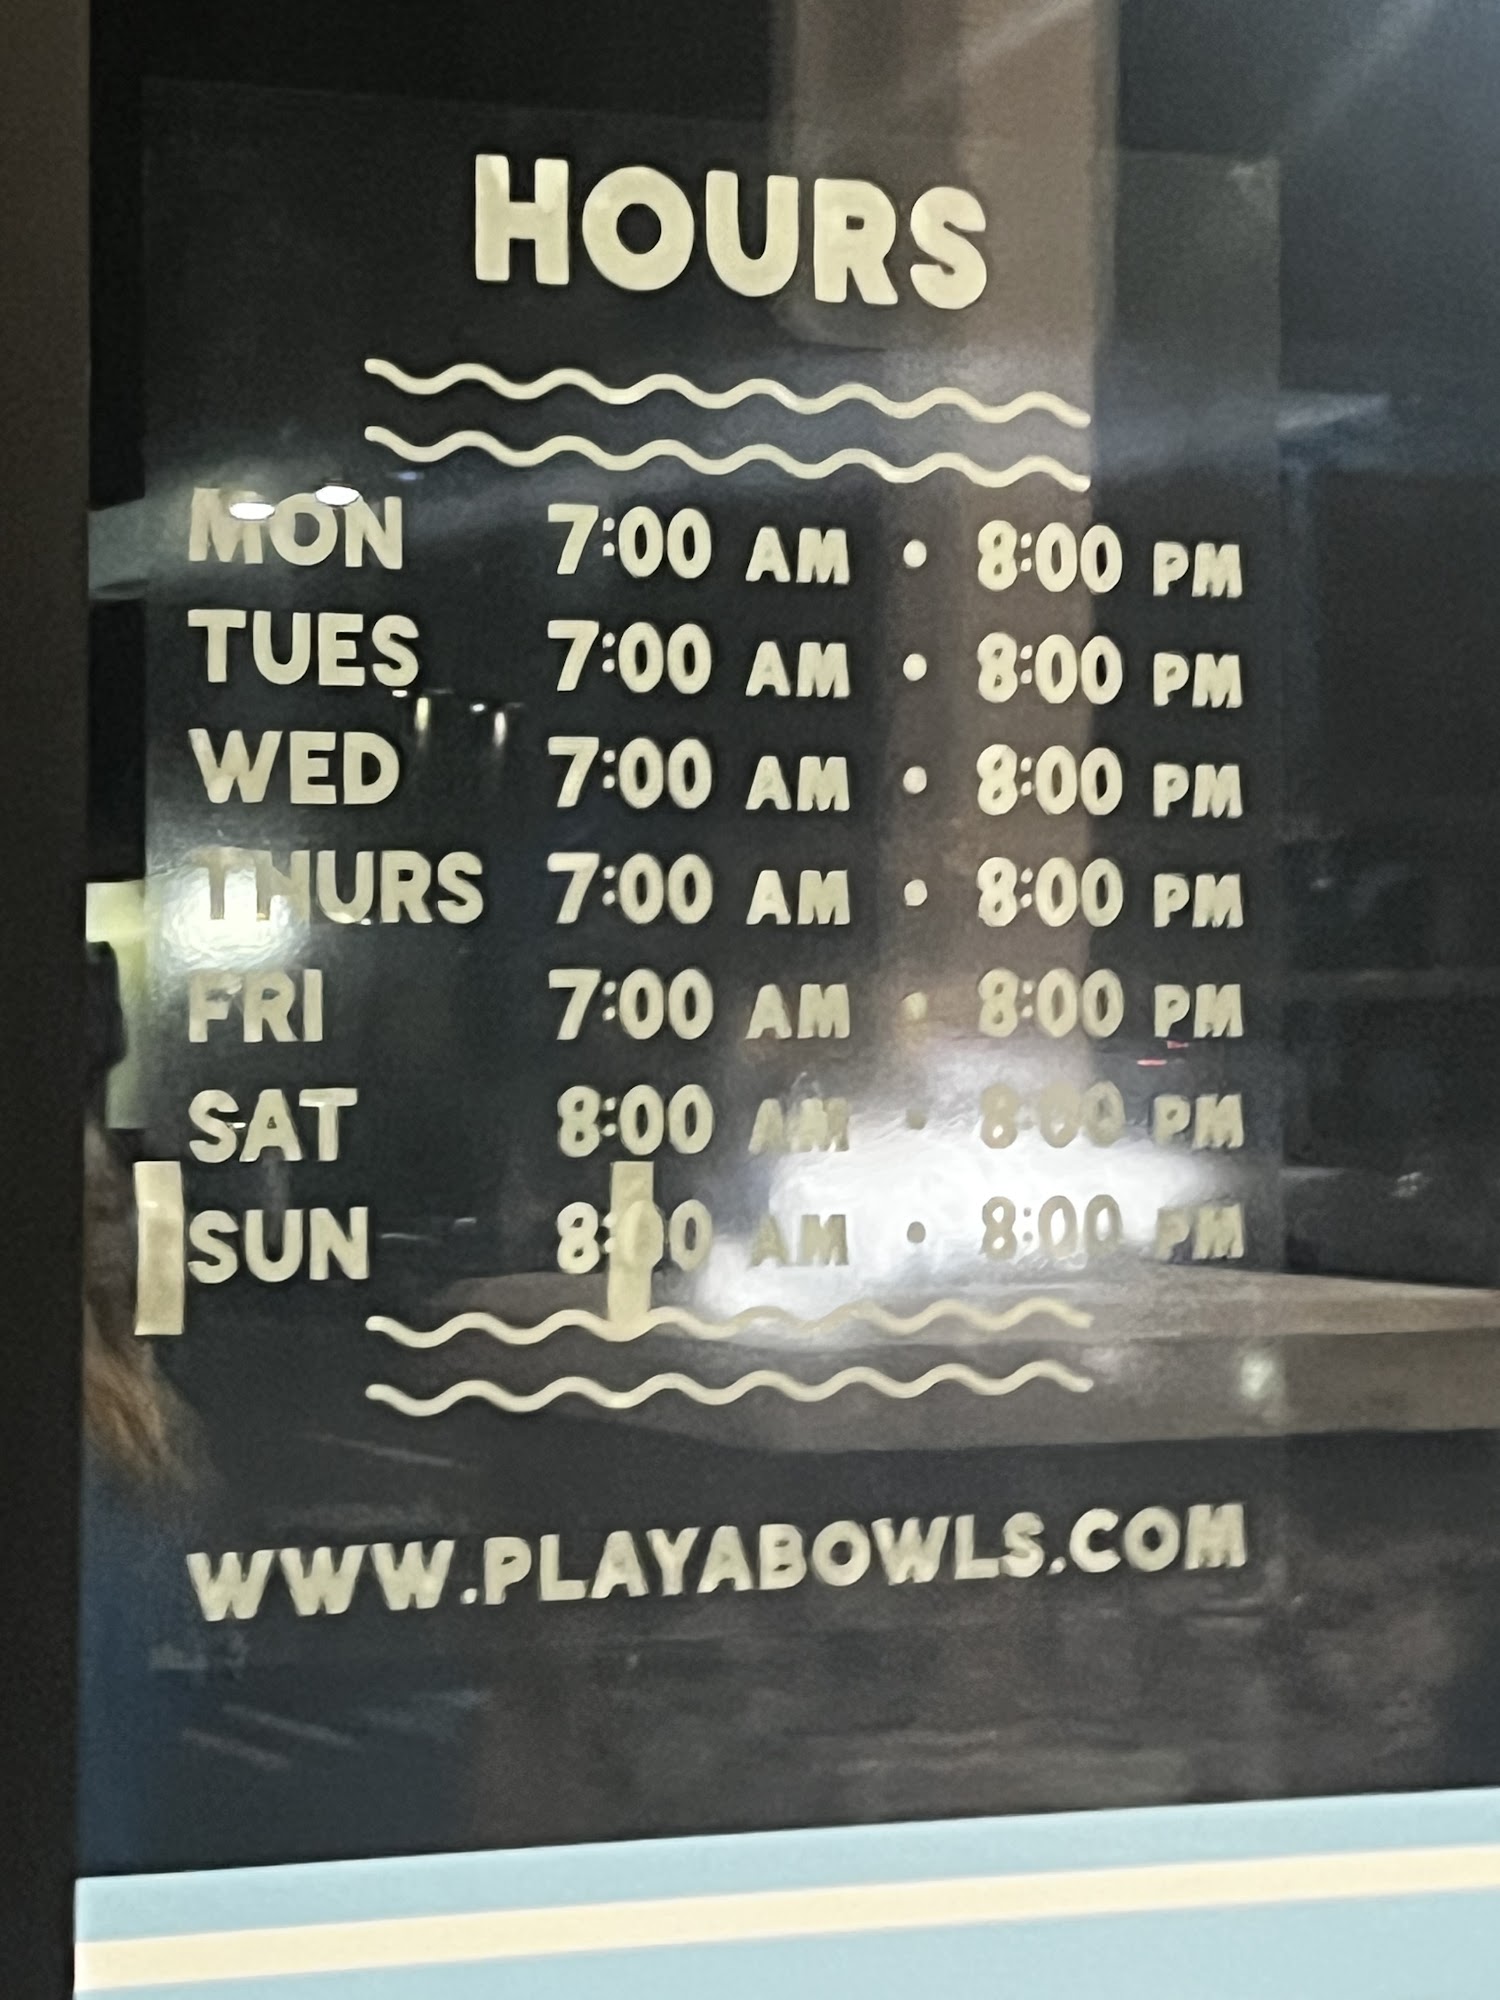 HOURS
MON 7:00 AM • 8:00 PM
TUES 7:00 AM • 8:00 PM
WED 7:00 AM • 8:00 PM
THURS 7:00 AM • 8:00 PM
FRI 7:00 AM • 8:00 PM
SAT 8:00 AM • 8:00 PM
SUN 8:00 AM • 8:00 PM
WWW.PLAYABOWLS.COM